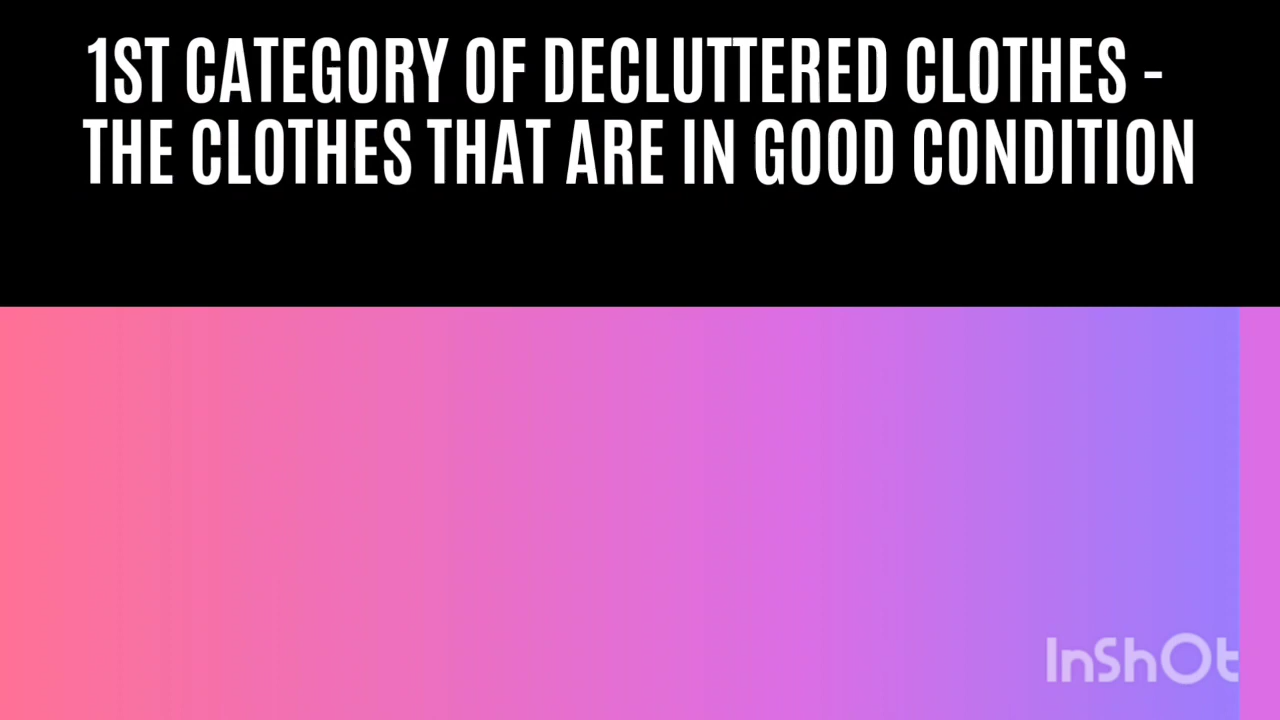 1ST CATEGORY OF DECLUTTERED CLOTHES -
THE CLOTHES THAT ARE IN GOOD CONDITION
InShOt